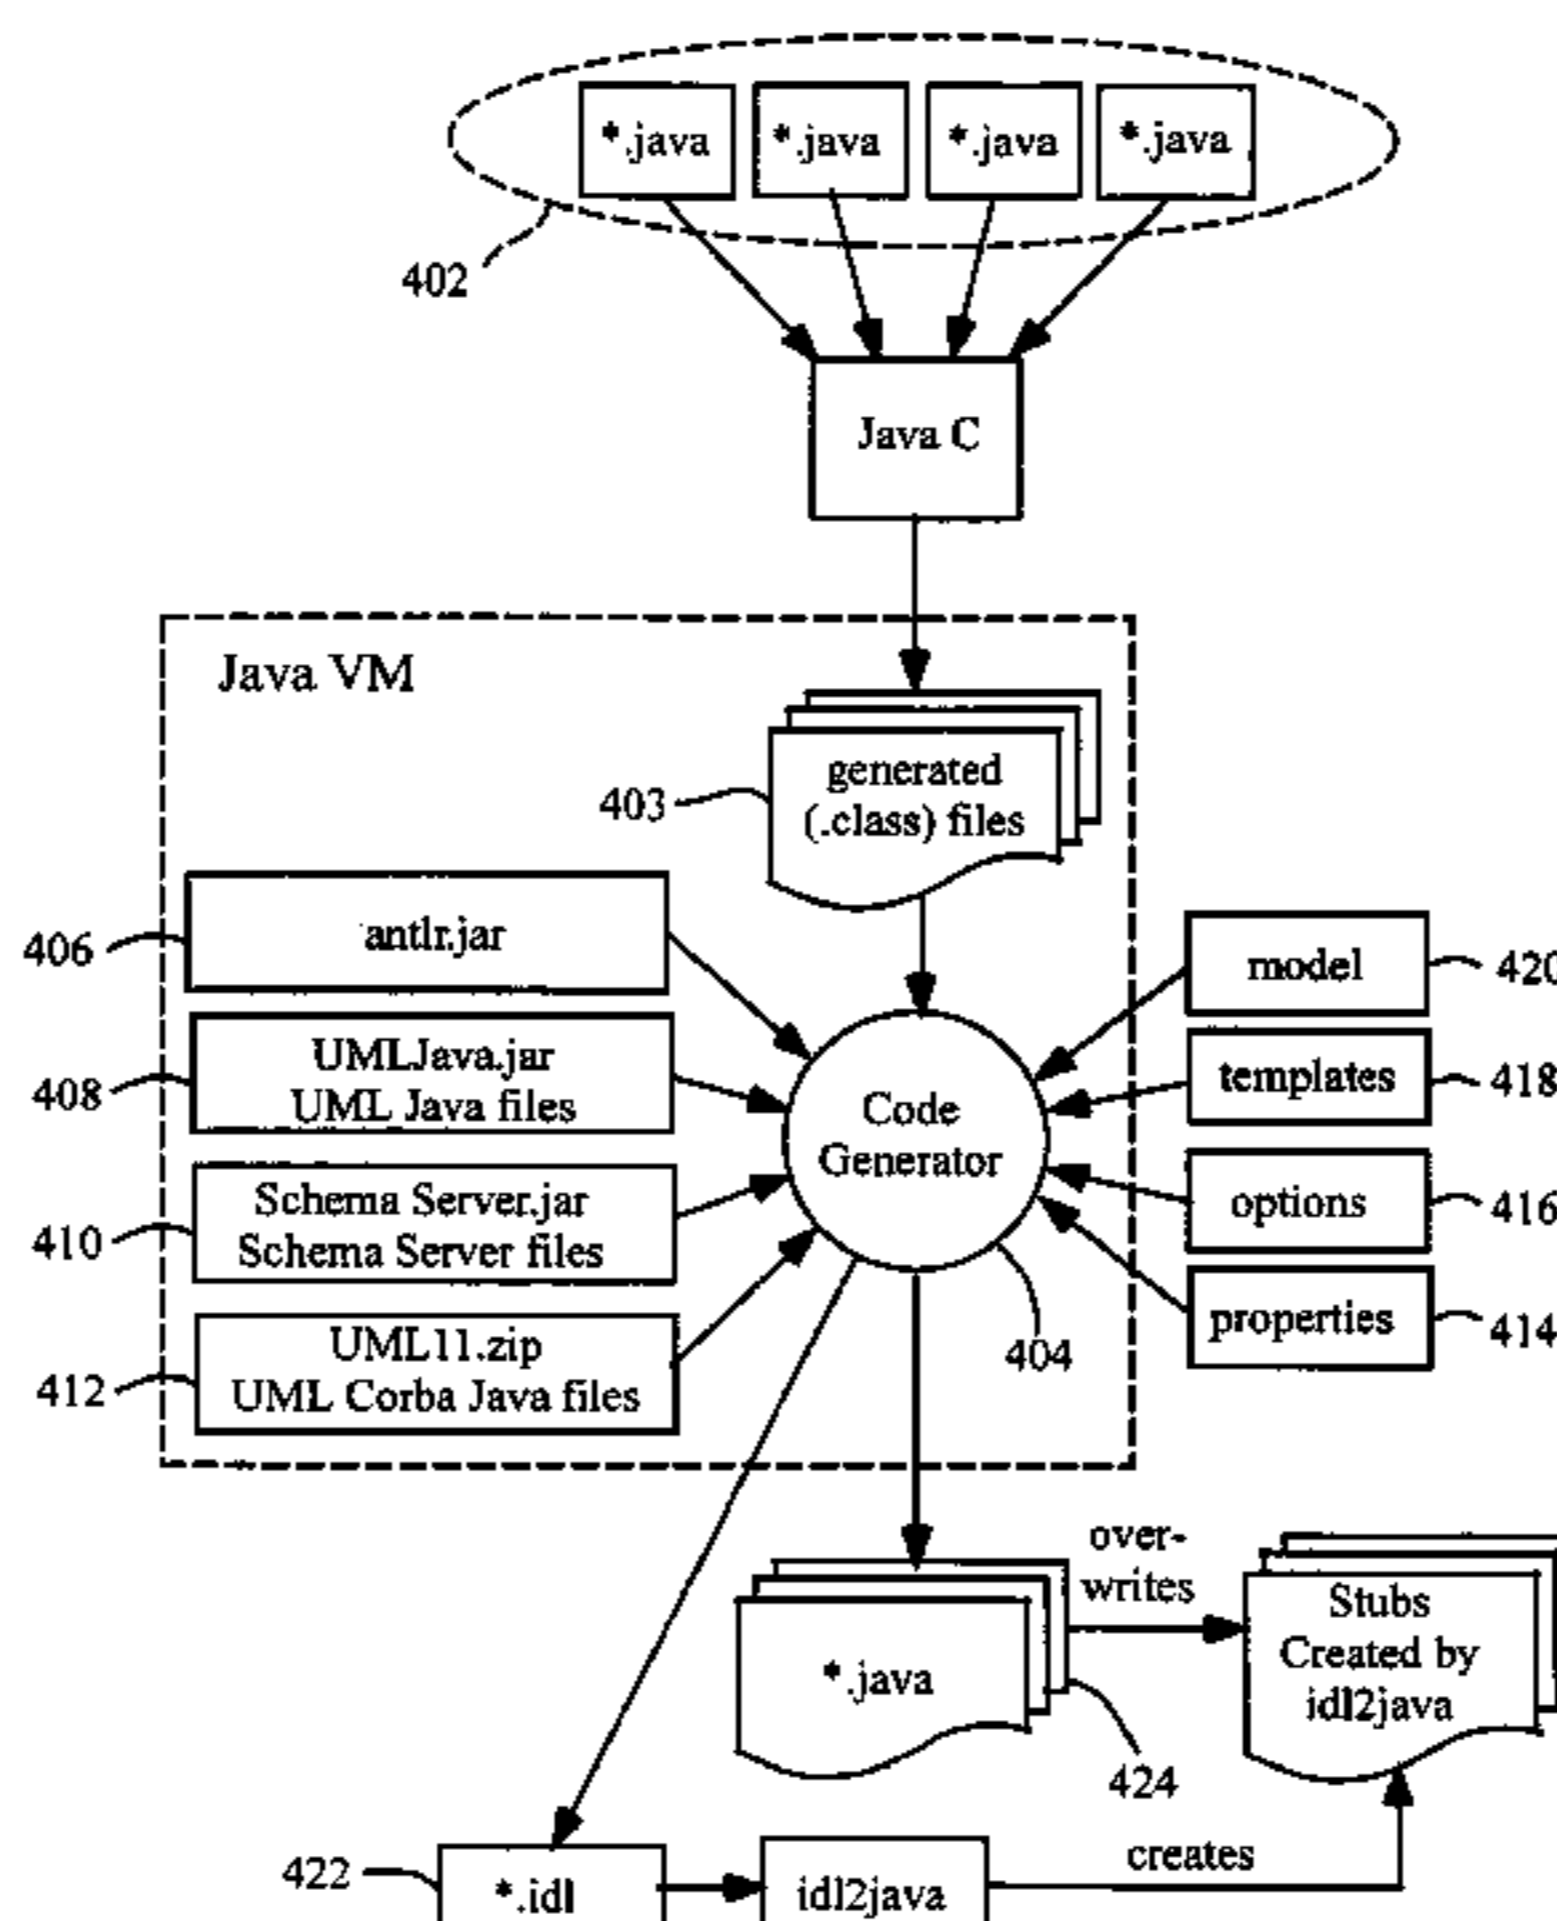 *.java
*.java
*.java
*.java
402
Java C
Java VM
generated
(.class) files
403
antlr.jar
406
UMLJava.jar
UML Java files
408
Schema Server.jar
Schema Server files
410
UML11.zip
UML Corba Java files
412
Code
Generator
404
model
420
templates
418
options
416
properties
414
over-
writes
*.java
424
Stubs
Created by
idl2java
422
*.idl
idl2java
creates